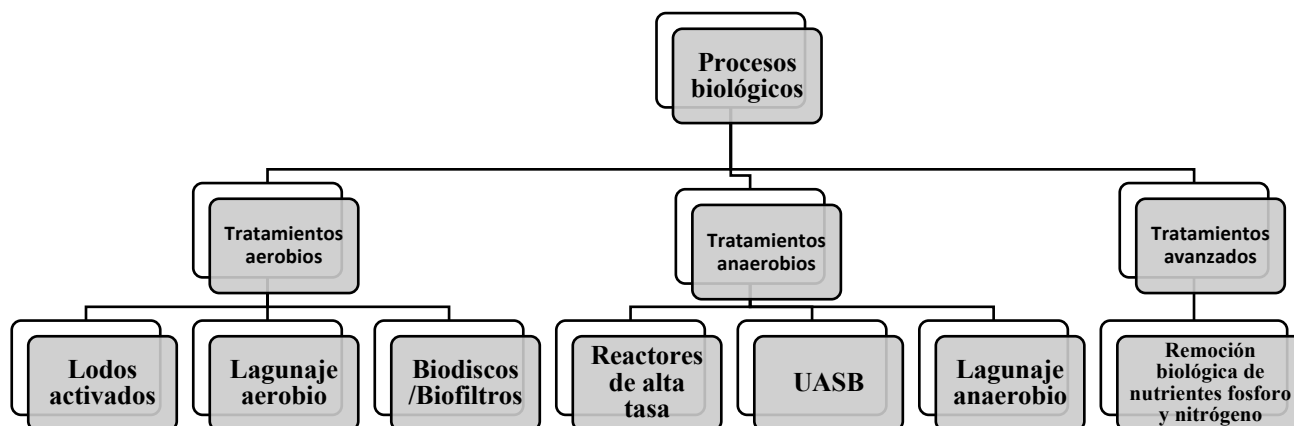 Procesos
biológicos
Tratamientos
aerobios
Tratamientos
anaerobios
Tratamientos
avanzados
Lodos
activados
Lagunaje
aerobio
Biodiscos
/Biofiltros
Reactores
de alta
tasa
UASB
Lagunaje
anaerobio
Remoción
biológica de
nutrientes fosforo
y nitrógeno